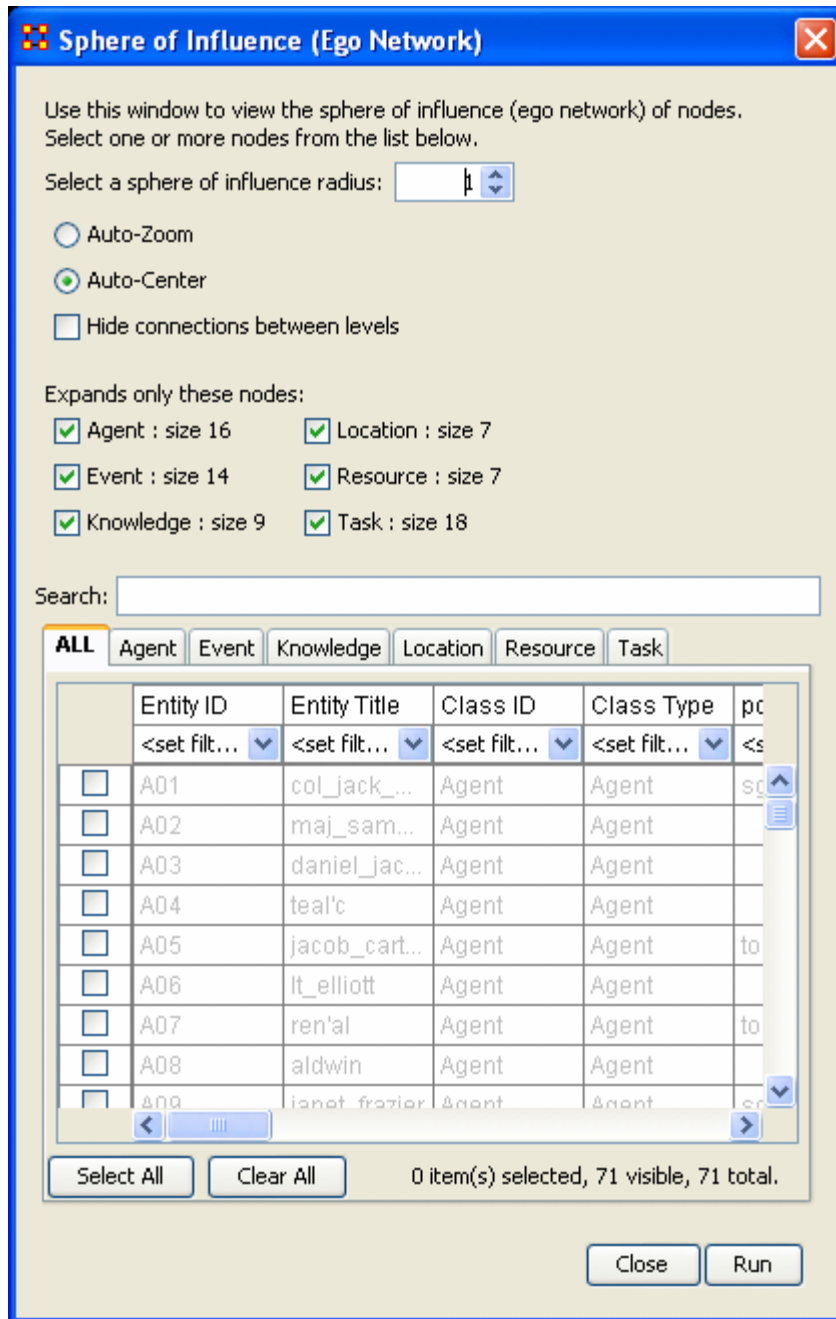 Sphere of Influence (Ego Network)
Use this window to view the sphere of influence (ego network) of nodes.
Select one or more nodes from the list below.
Select a sphere of influence radius: 1
Auto-Zoom
Auto-Center
Hide connections between levels
Expands only these nodes:
Agent : size 16 Location : size 7
Event : size 14 Resource : size 7
Knowledge : size 9 Task : size 18
Search:
ALL Agent Event Knowledge Location Resource Task
Entity ID Entity Title Class ID Class Type
<set filt... <set filt... <set filt... <set filt... <s
A01 col_jack_... Agent Agent
A02 maj_sam... Agent Agent
A03 daniel_jac... Agent Agent
A04 teal'c Agent Agent
A05 jacob_cart... Agent Agent to
A06 lt_elliott Agent Agent
A07 ren'al Agent Agent to
A08 aldwin Agent Agent
A09 janet_frazier Agent Agent
Select All Clear All 0 item(s) selected, 71 visible, 71 total.
Close Run